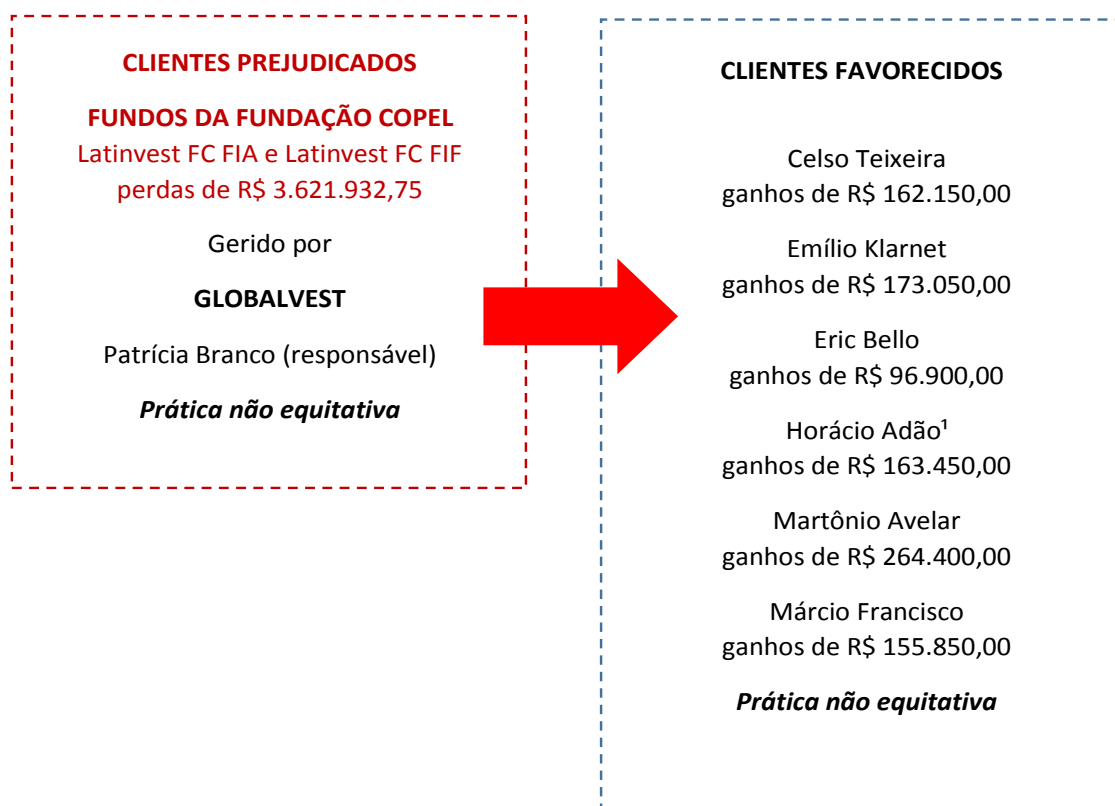 CLIENTES PREJUDICADOS
FUNDOS DA FUNDAÇÃO COPEL
Latinvest FC FIA e Latinvest FC FIF
perdas de R$ 3.621.932,75
Gerido por
GLOBALVEST
Patrícia Branco (responsável)
Prática não equitativa
CLIENTES FAVORECIDOS
Celso Teixeira
ganhos de R$ 162.150,00
Emílio Klarnet
ganhos de R$ 173.050,00
Eric Bello
ganhos de R$ 96.900,00
Horácio Adão¹
ganhos de R$ 163.450,00
Martônio Avelar
ganhos de R$ 264.400,00
Márcio Francisco
ganhos de R$ 155.850,00
Prática não equitativa